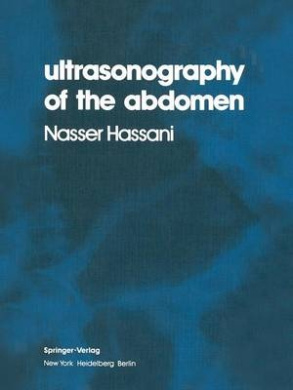 ultrasonography
of the abdomen
Nasser Hassani
Springer-Verlag
New York Heidelberg Berlin